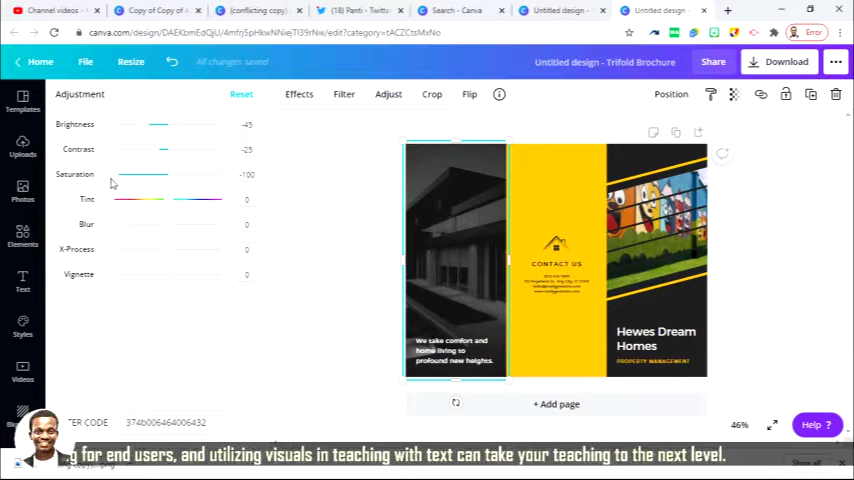 Channel videos - Y
Copy of Copy of A
(conflicting copy)
(18) Panti - Twitter
Search - Canva
Untitled design - T
Untitled design -
canva.com/design/DAEKbmEdQjU/4mfrj5pHkwNNiejTI39rNw/edit?category=tACZCtsMxNo
Error
Home
File
Resize
All changes saved
Untitled design - Trifold Brochure
Share
Download
Templates
Uploads
Photos
Elements
Text
Styles
Videos
Adjustment
Reset
Brightness
-45
Contrast
-25
Saturation
-100
Tint
0
Blur
0
X-Process
0
Vignette
0
TER CODE
374b006464006432
Effects
Filter
Adjust
Crop
Flip
Position
We take comfort and
home living to
profound new heights.
CONTACT US
Hewes Dream
Homes
PROPERTY MANAGEMENT
+ Add page
46%
Help ?
g for end users, and utilizing visuals in teaching with text can take your teaching to the next level.
Show all